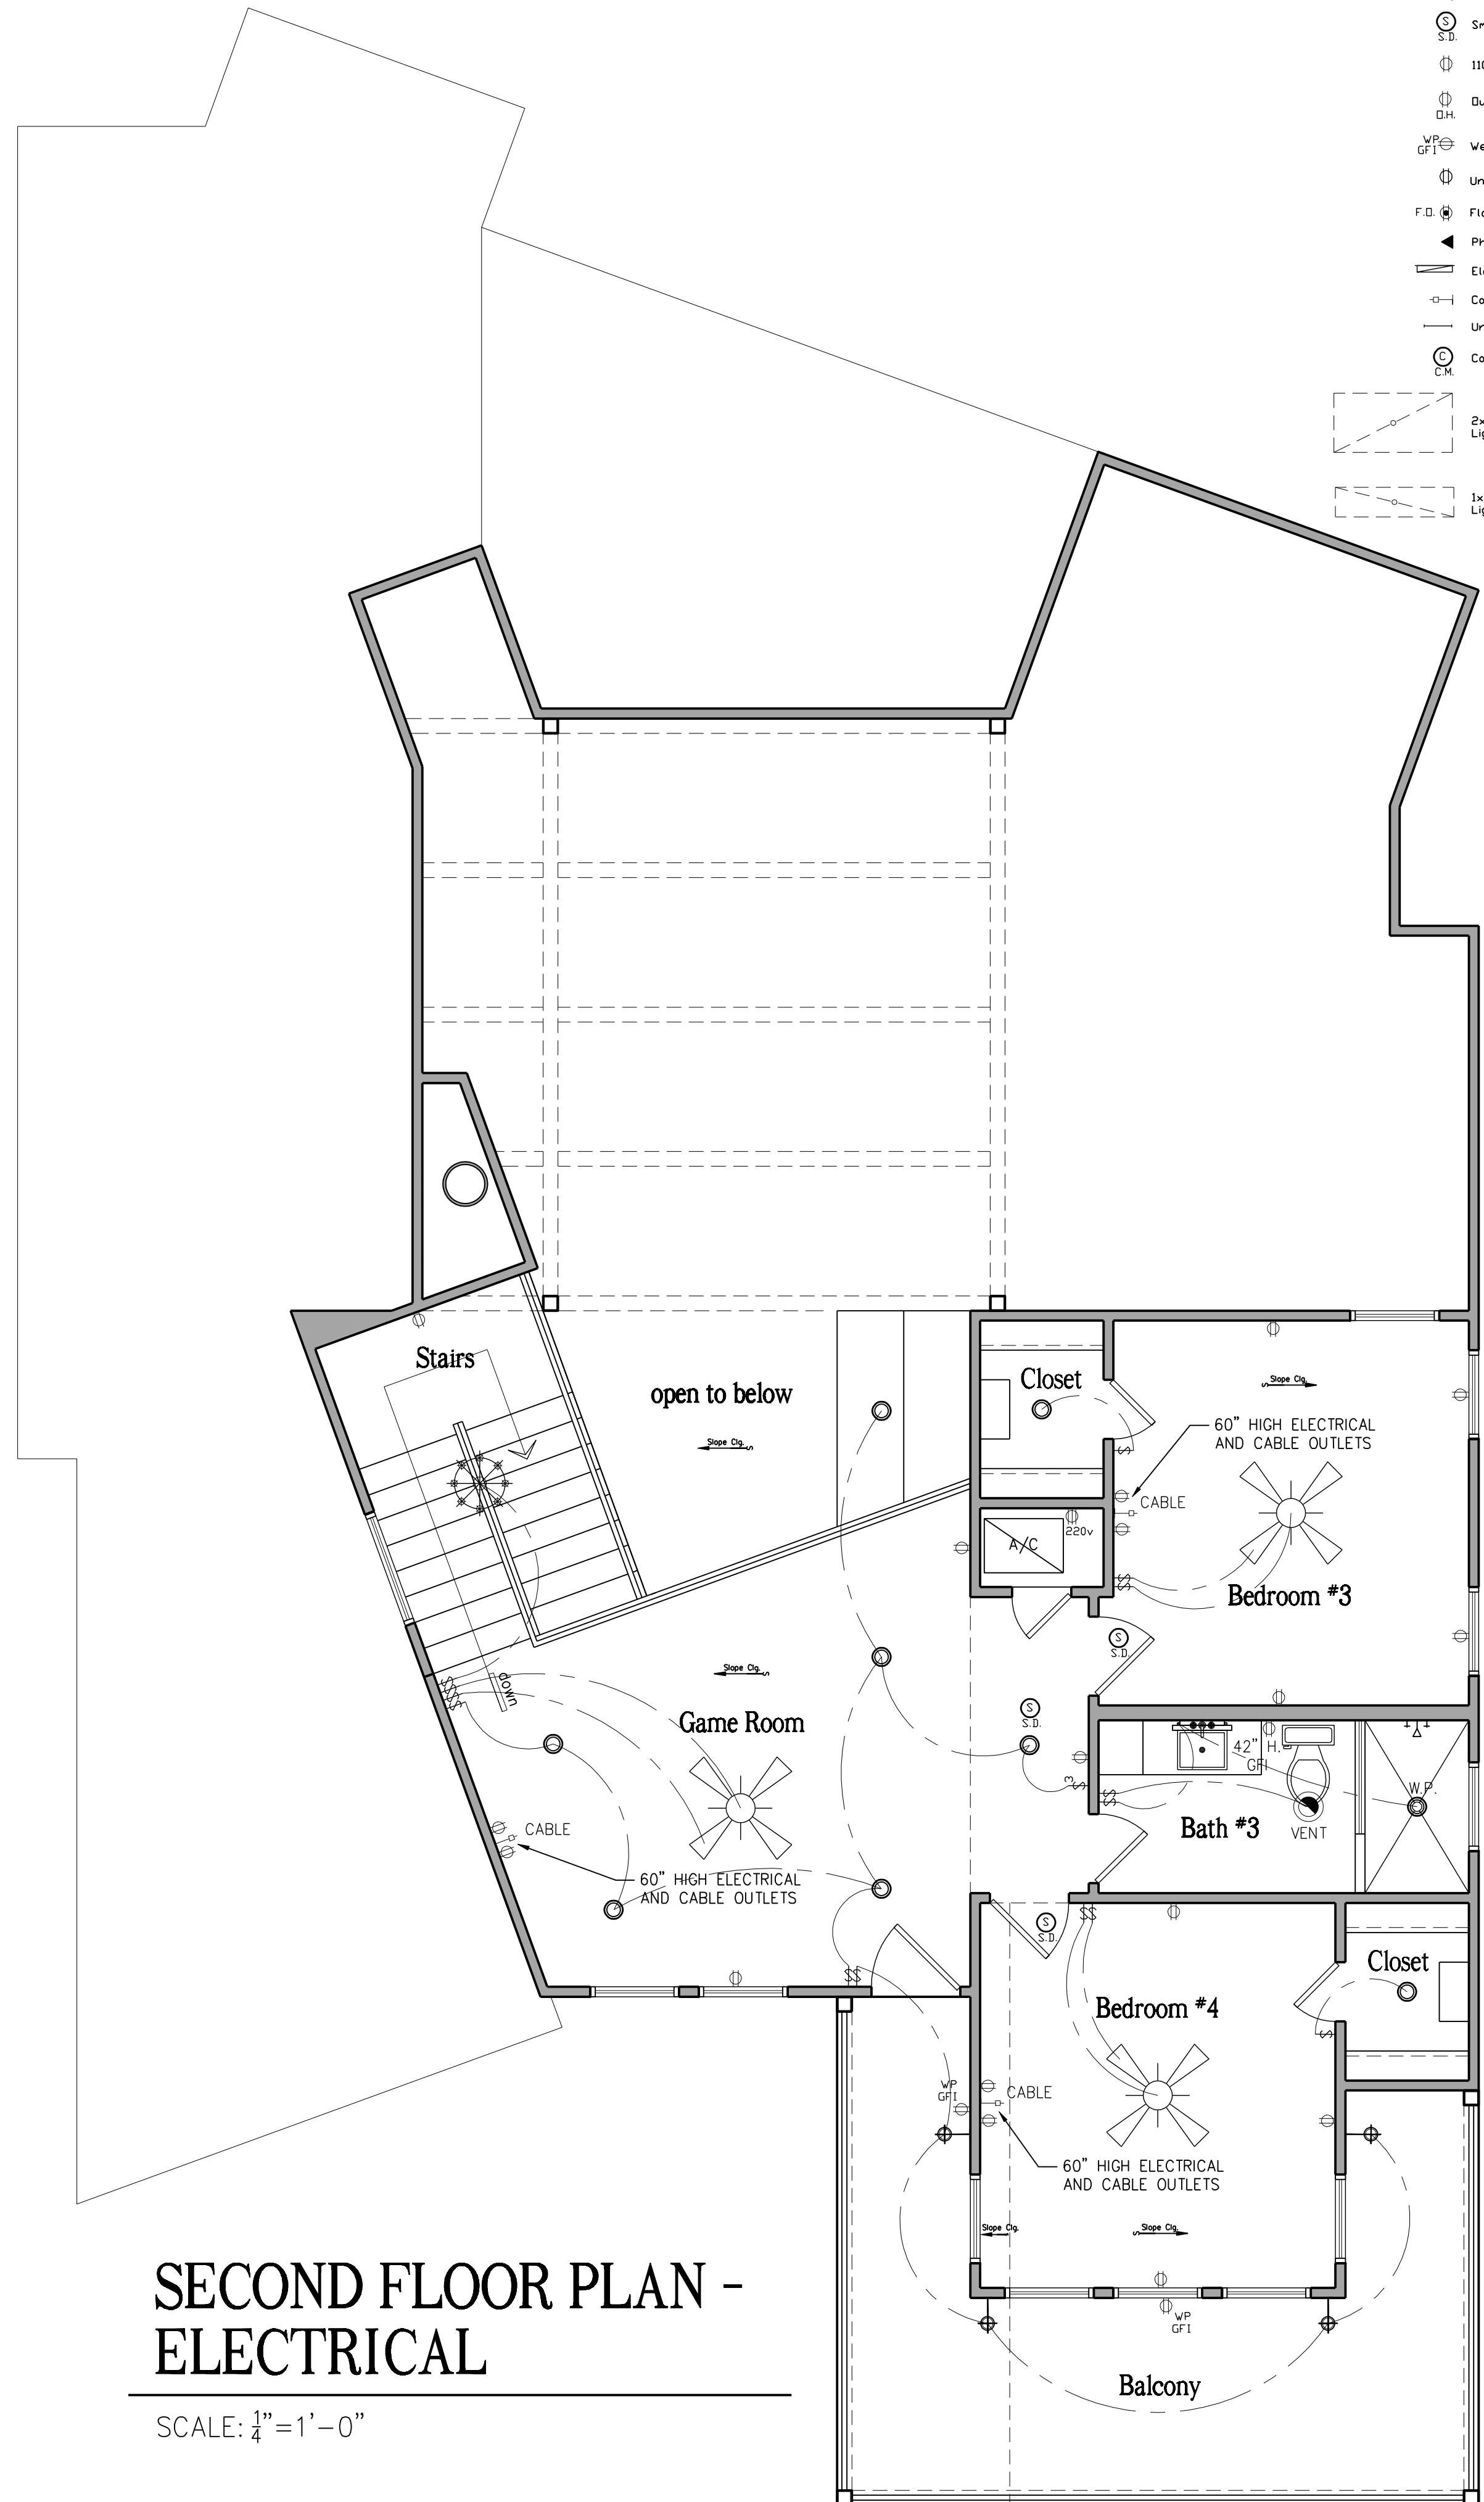 S
S.D.
O.H.
WP
GFI
F.O.
C
C.M.
Stairs
open to below
Slope Clg.
Closet
Slope Clg.
60" HIGH ELECTRICAL
AND CABLE OUTLETS
CABLE
220v
A/C
Bedroom #3
S
S.D.
Slope Clg.
down
Game Room
S
S.D.
3
42" H.
GFI
W.P.
Bath #3
VENT
CABLE
60" HIGH ELECTRICAL
AND CABLE OUTLETS
S
S.D.
Closet
Bedroom #4
WP
GFI
CABLE
60" HIGH ELECTRICAL
AND CABLE OUTLETS
Slope Clg.
Slope Clg.
WP
GFI
Balcony
SECOND FLOOR PLAN -
ELECTRICAL
SCALE: 1/4"=1'-0"